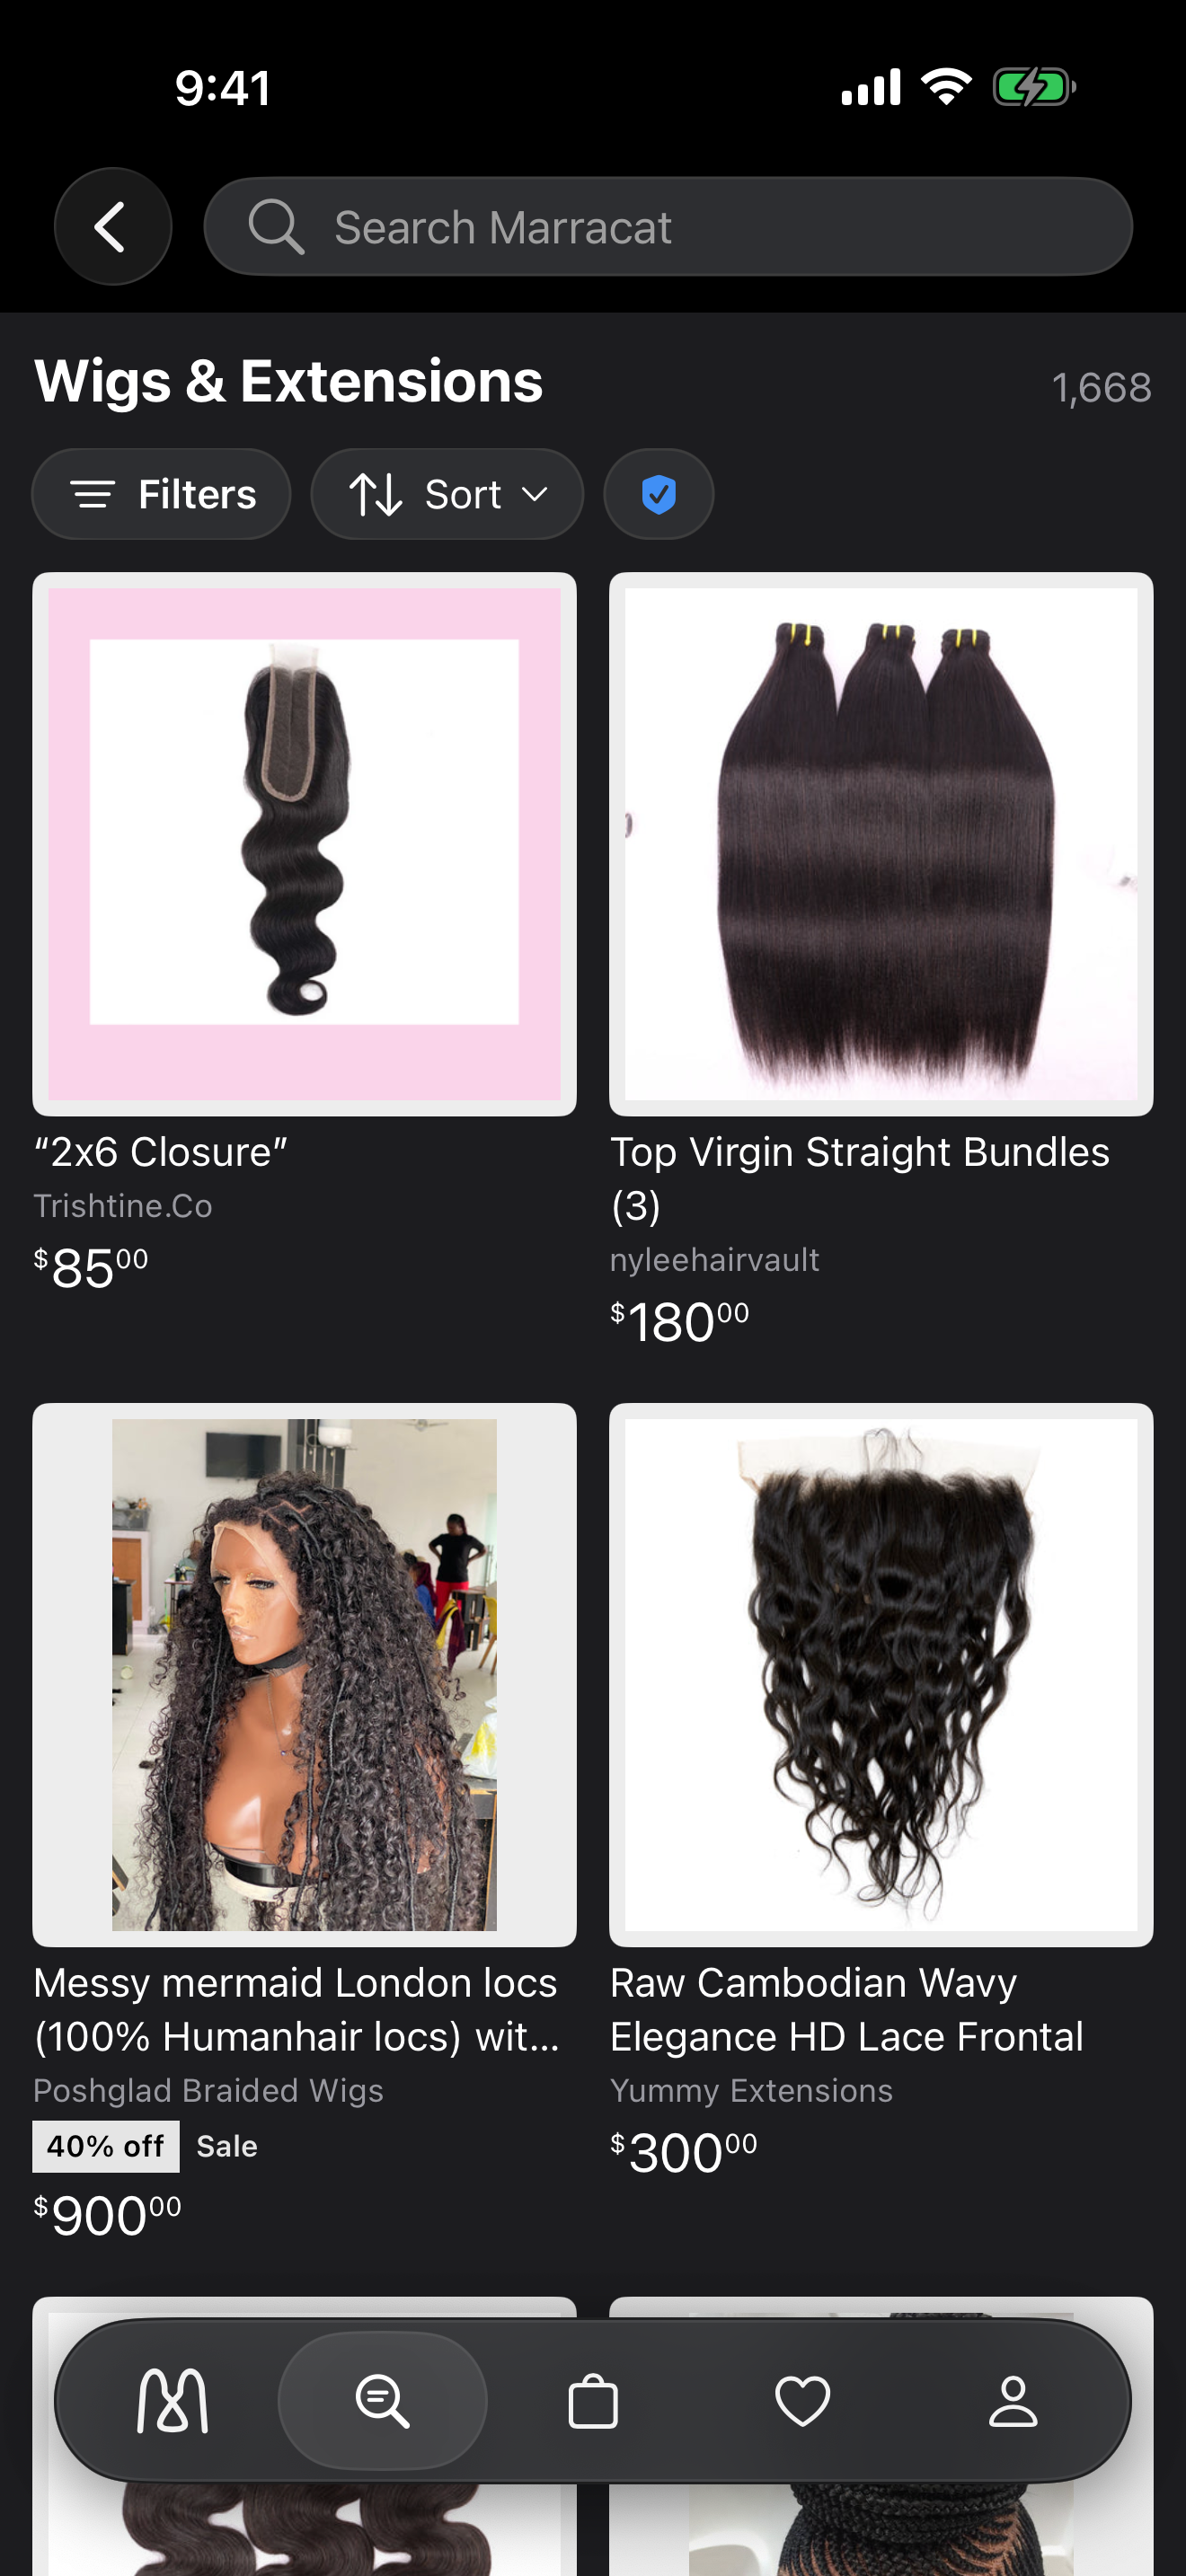 9:41
Search Marracat
Wigs & Extensions
1,668
Filters
Sort
“2x6 Closure”
Trishtine.Co
$8500
Top Virgin Straight Bundles
(3)
nyleehairvault
$18000
Messy mermaid London locs
(100% Humanhair locs) wit...
Poshglad Braided Wigs
40% off Sale
$90000
Raw Cambodian Wavy
Elegance HD Lace Frontal
Yummy Extensions
$30000